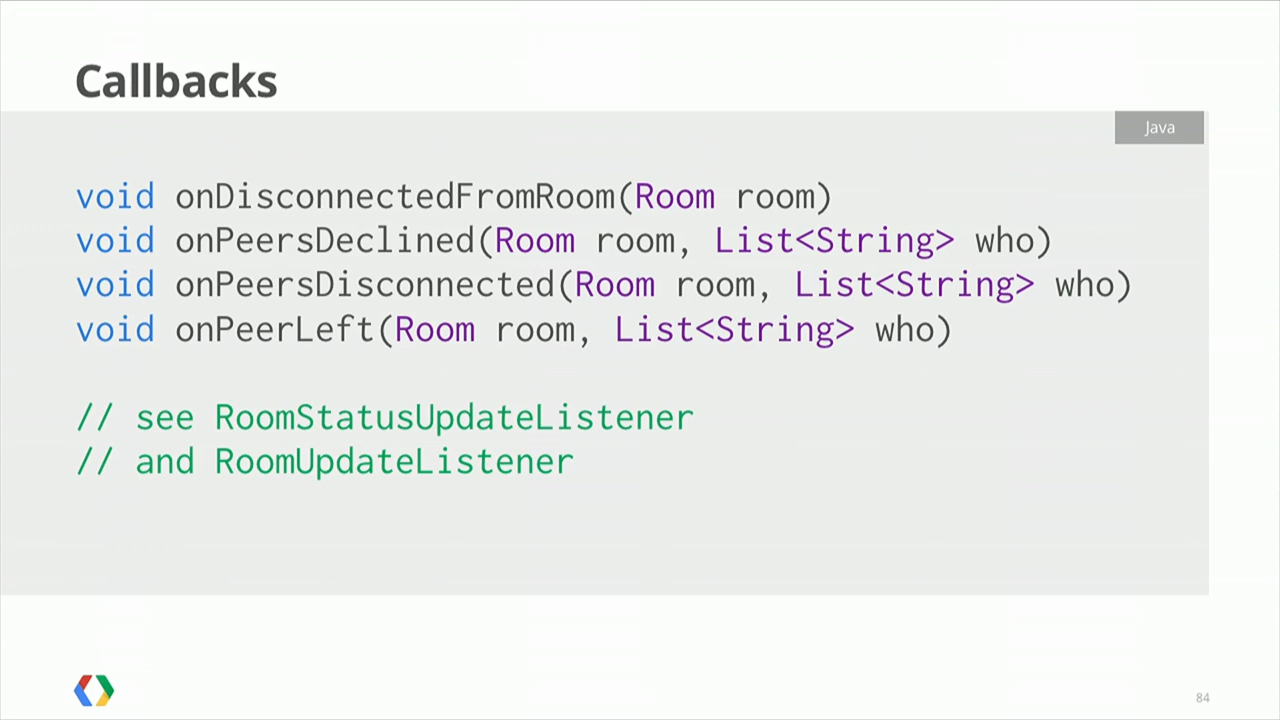 Callbacks
Java
void onDisconnectedFromRoom(Room room)
void onPeersDeclined(Room room, List<String> who)
void onPeersDisconnected(Room room, List<String> who)
void onPeerLeft(Room room, List<String> who)
// see RoomStatusUpdateListener
// and RoomUpdateListener
84